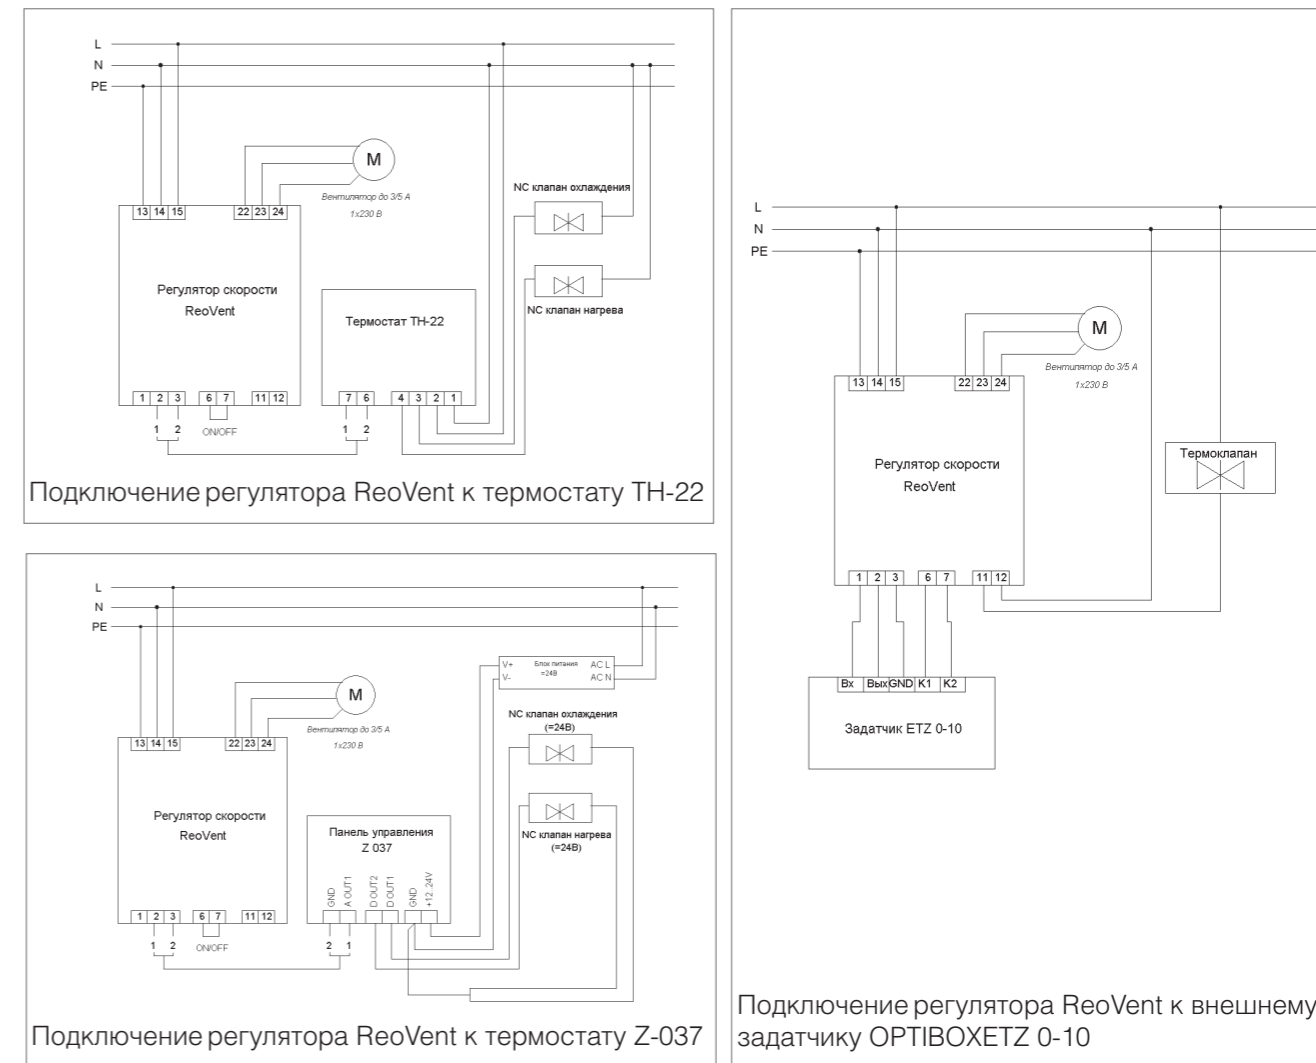 L
N
PE
M
Вентилятор до 3/5 А
1x230 В
13 14 15
22 23 24
Регулятор скорости
ReoVent
1 2 3
6 7
11 12
1 2
ON/OFF
Термостат TH-22
7 6
4 3 2 1
1 2
NC клапан охлаждения
NC клапан нагрева
Подключение регулятора ReoVent к термостату TH-22
L
N
PE
M
Вентилятор до 3/5 А
1x230 В
13 14 15
22 23 24
Регулятор скорости
ReoVent
1 2 3
6 7
11 12
1 2
ON/OFF
V+
Блок питания
AC L
V-
=24В
AC N
NC клапан охлаждения
(=24В)
NC клапан нагрева
(=24В)
Панель управления
Z 037
GND
A OUT1
D OUT2
D OUT1
GND
+12..24V
2 1
Подключение регулятора ReoVent к термостату Z-037
L
N
PE
M
Вентилятор до 3/5 А
1x230 В
13 14 15
22 23 24
Регулятор скорости
ReoVent
Термоклапан
1 2 3
6 7
11 12
Вх Вых GND K1 K2
Задатчик ETZ 0-10
Подключение регулятора ReoVent к внешнему
задатчику OPTIBOXETZ 0-10